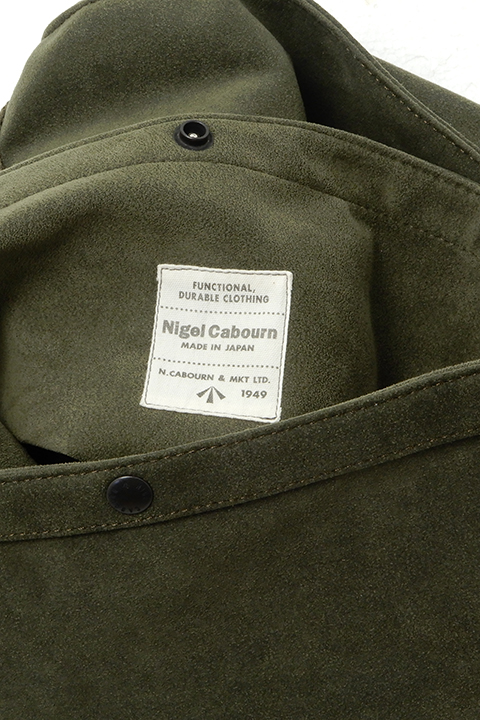 FUNCTIONAL,
DURABLE CLOTHING
Nigel Cabourn
MADE IN JAPAN
N.CABOURN & MKT LTD.
1949